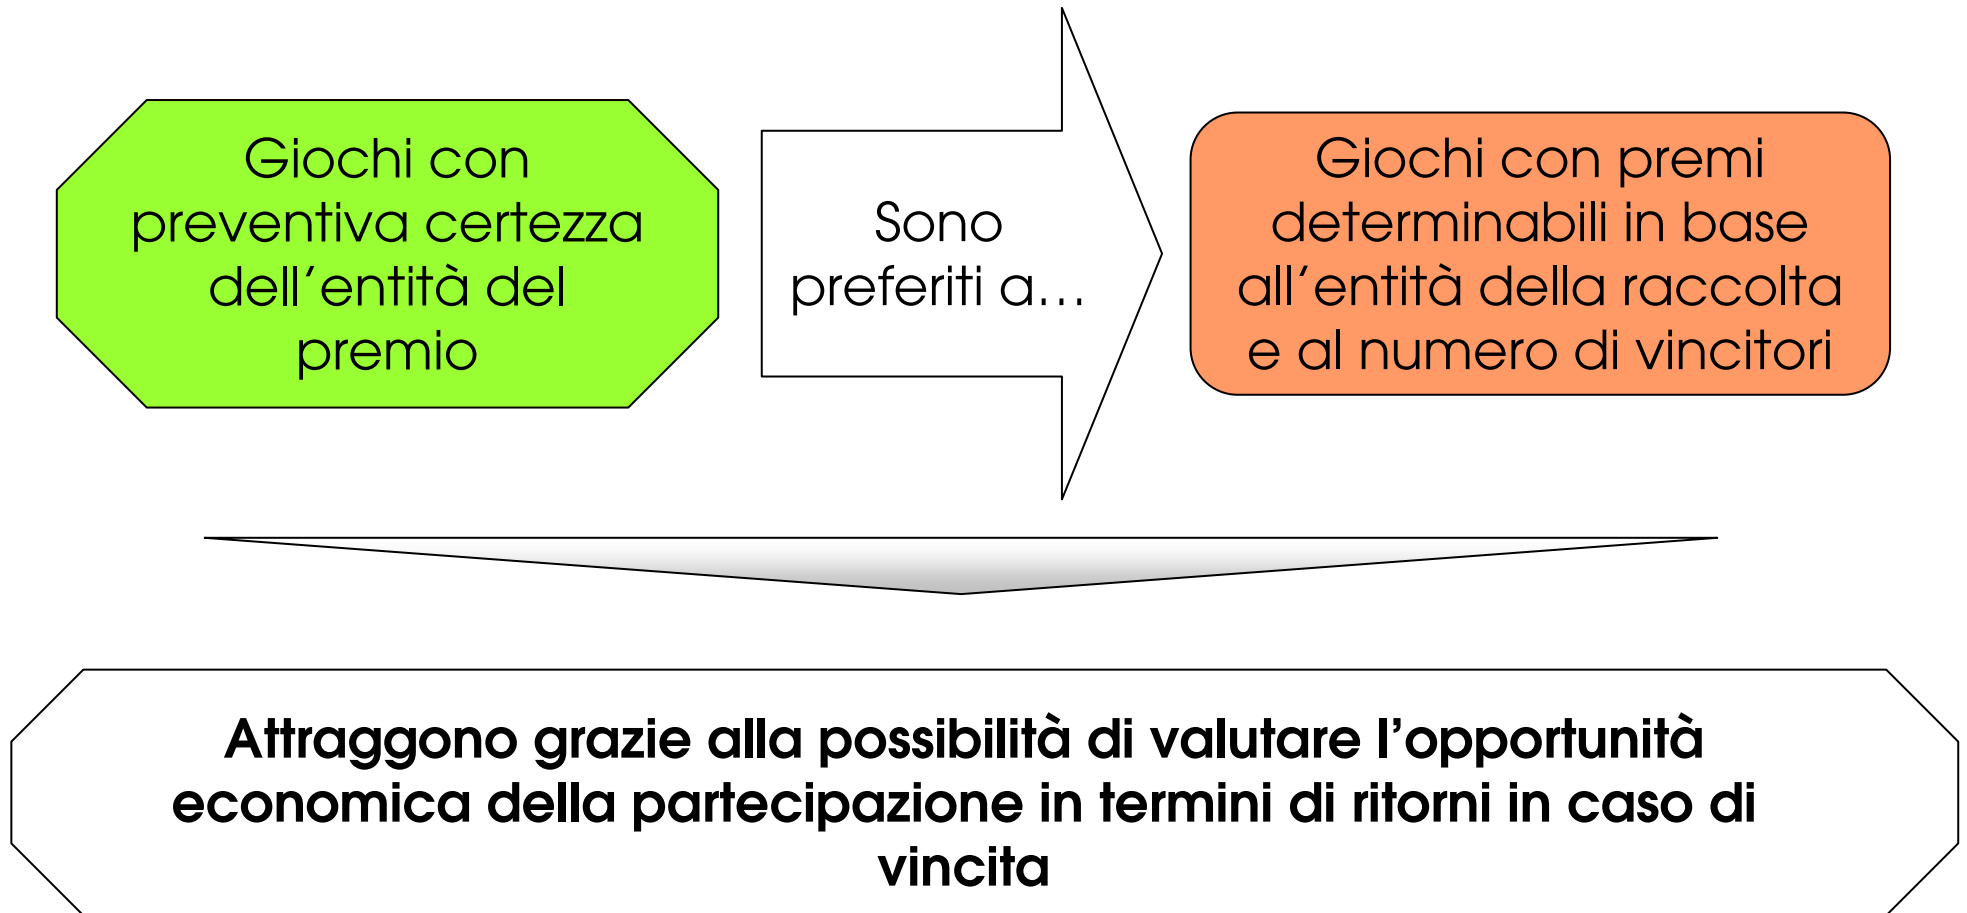 Giochi con
preventiva certezza
dell’entità del
premio
Sono
preferiti a…
Giochi con premi
determinabili in base
all’entità della raccolta
e al numero di vincitori
Attraggono grazie alla possibilità di valutare l’opportunità
economica della partecipazione in termini di ritorni in caso di
vincita